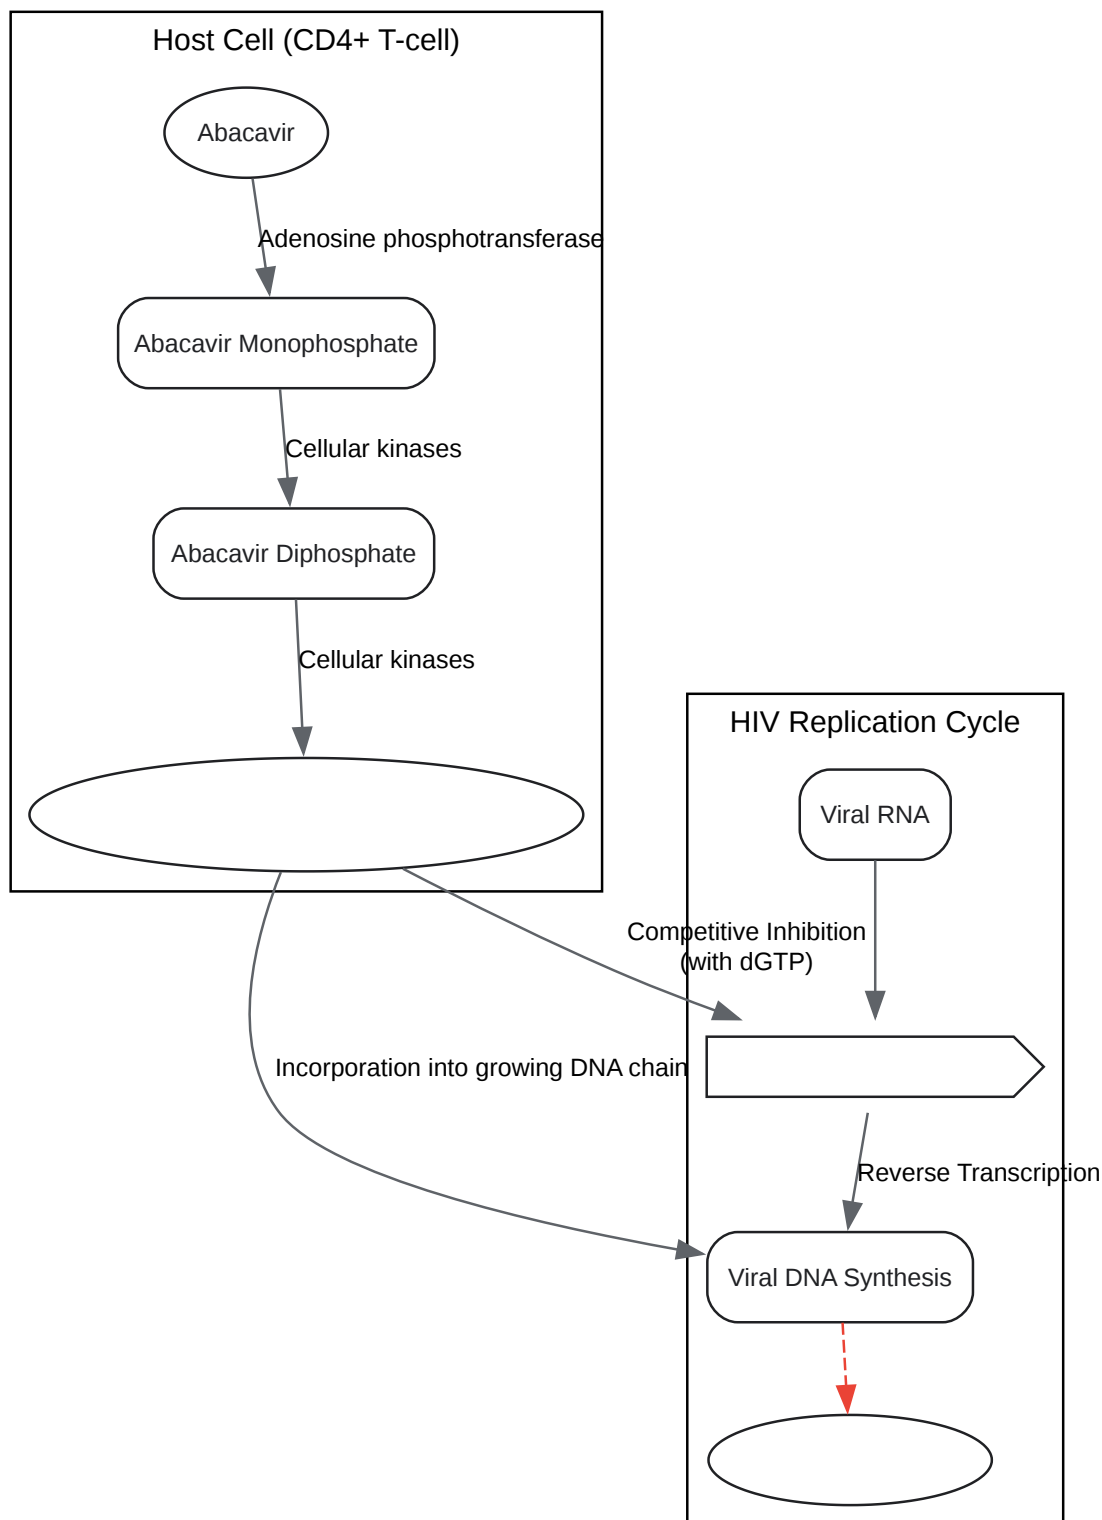 Host Cell (CD4+ T-cell)
Abacavir
Adenosine phosphotransferase
Abacavir Monophosphate
Cellular kinases
Abacavir Diphosphate
Cellular kinases
HIV Replication Cycle
Viral RNA
Competitive Inhibition
(with dGTP)
Incorporation into growing DNA chain
Reverse Transcription
Viral DNA Synthesis